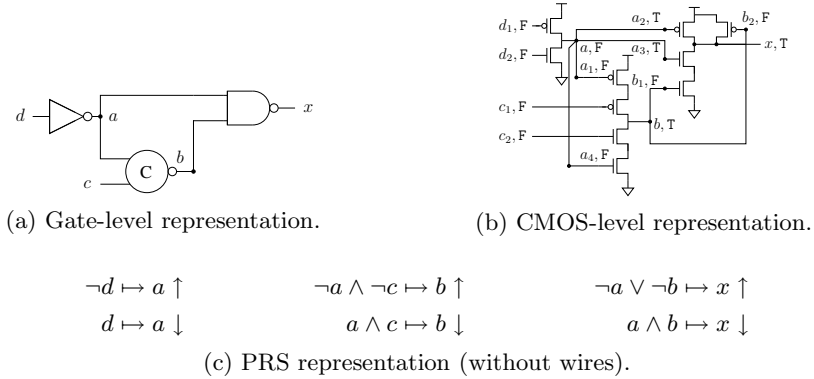 d
a
x
b
c
C
(a) Gate-level representation.
d₁, F
d₂, F
a, F
a₁, F
a₂, T
a₃, T
b₁, F
b₂, F
x, T
c₁, F
c₂, F
b, T
a₄, F
(b) CMOS-level representation.
¬d ↦ a ↑ ¬a ∧ ¬c ↦ b ↑ ¬a ∨ ¬b ↦ x ↑
d ↦ a ↓ a ∧ c ↦ b ↓ a ∧ b ↦ x ↓
(c) PRS representation (without wires).